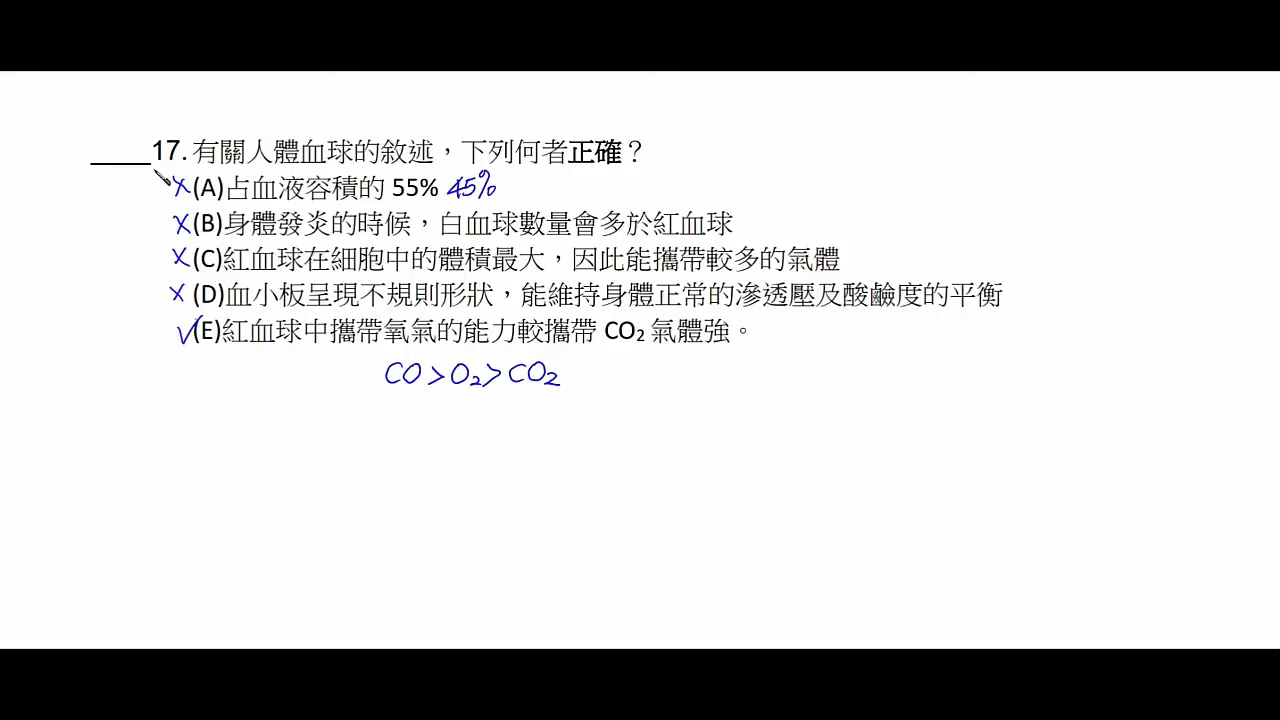 _____17. 有關人體血球的敘述，下列何者正確？
×(A)占血液容積的 55% 45%
×(B)身體發炎的時候，白血球數量會多於紅血球
×(C)紅血球在細胞中的體積最大，因此能攜帶較多的氣體
×(D)血小板呈現不規則形狀，能維持身體正常的滲透壓及酸鹼度的平衡
✓(E)紅血球中攜帶氧氣的能力較攜帶 CO₂ 氣體強。
CO>O₂>CO₂